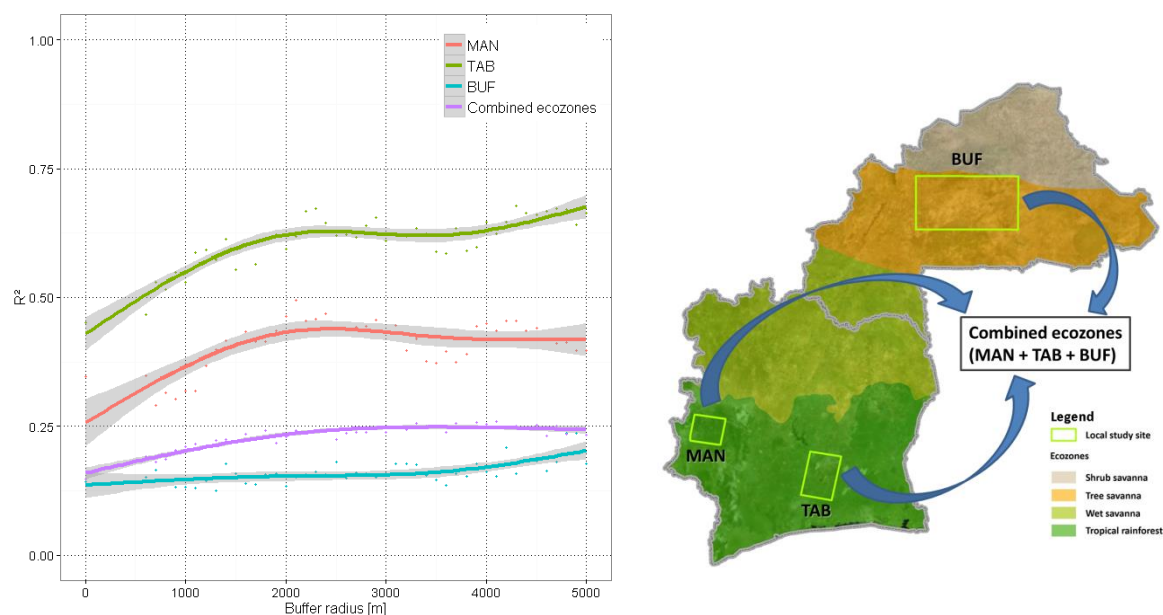 1.00
0.75
0.50
0.25
0.00
R²
0
1000
2000
3000
4000
5000
Buffer radius [m]
MAN
TAB
BUF
Combined ecozones
BUF
MAN
TAB
Combined ecozones
(MAN + TAB + BUF)
Legend
Local study site
Ecozones
Shrub savanna
Tree savanna
Wet savanna
Tropical rainforest